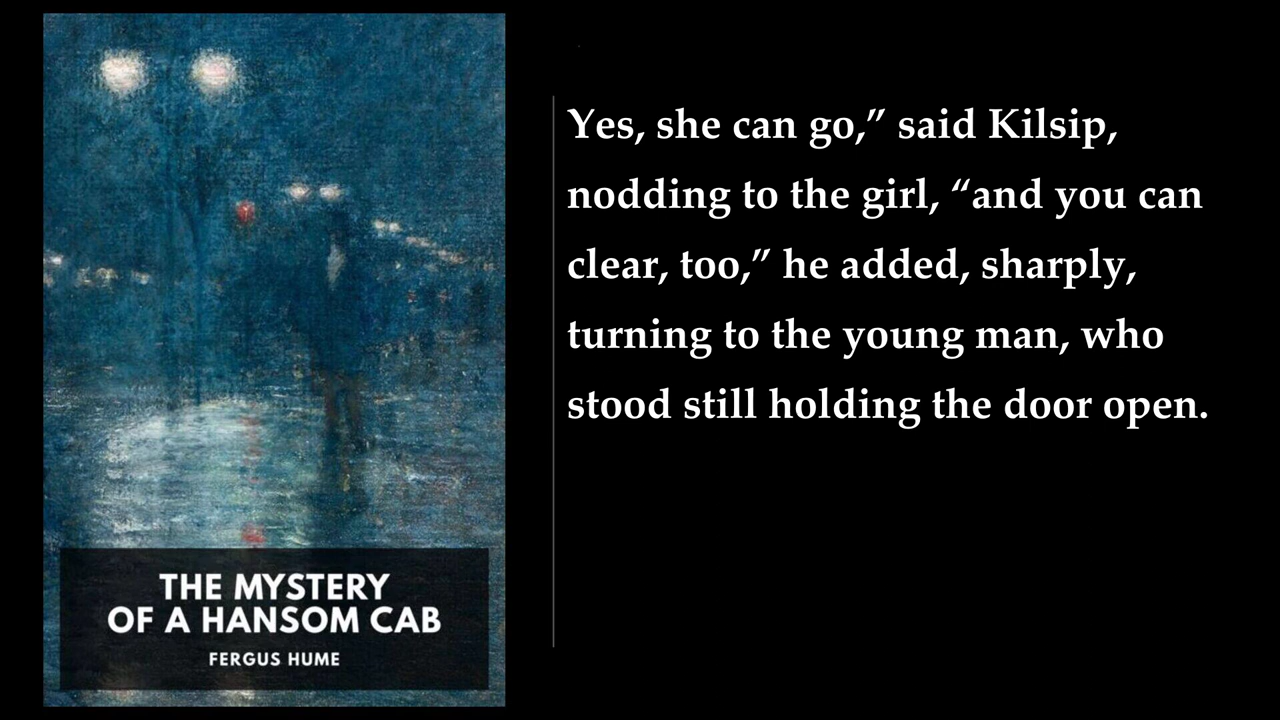 THE MYSTERY
OF A HANSOM CAB
FERGUS HUME
Yes, she can go,” said Kilsip,
nodding to the girl, “and you can
clear, too,” he added, sharply,
turning to the young man, who
stood still holding the door open.